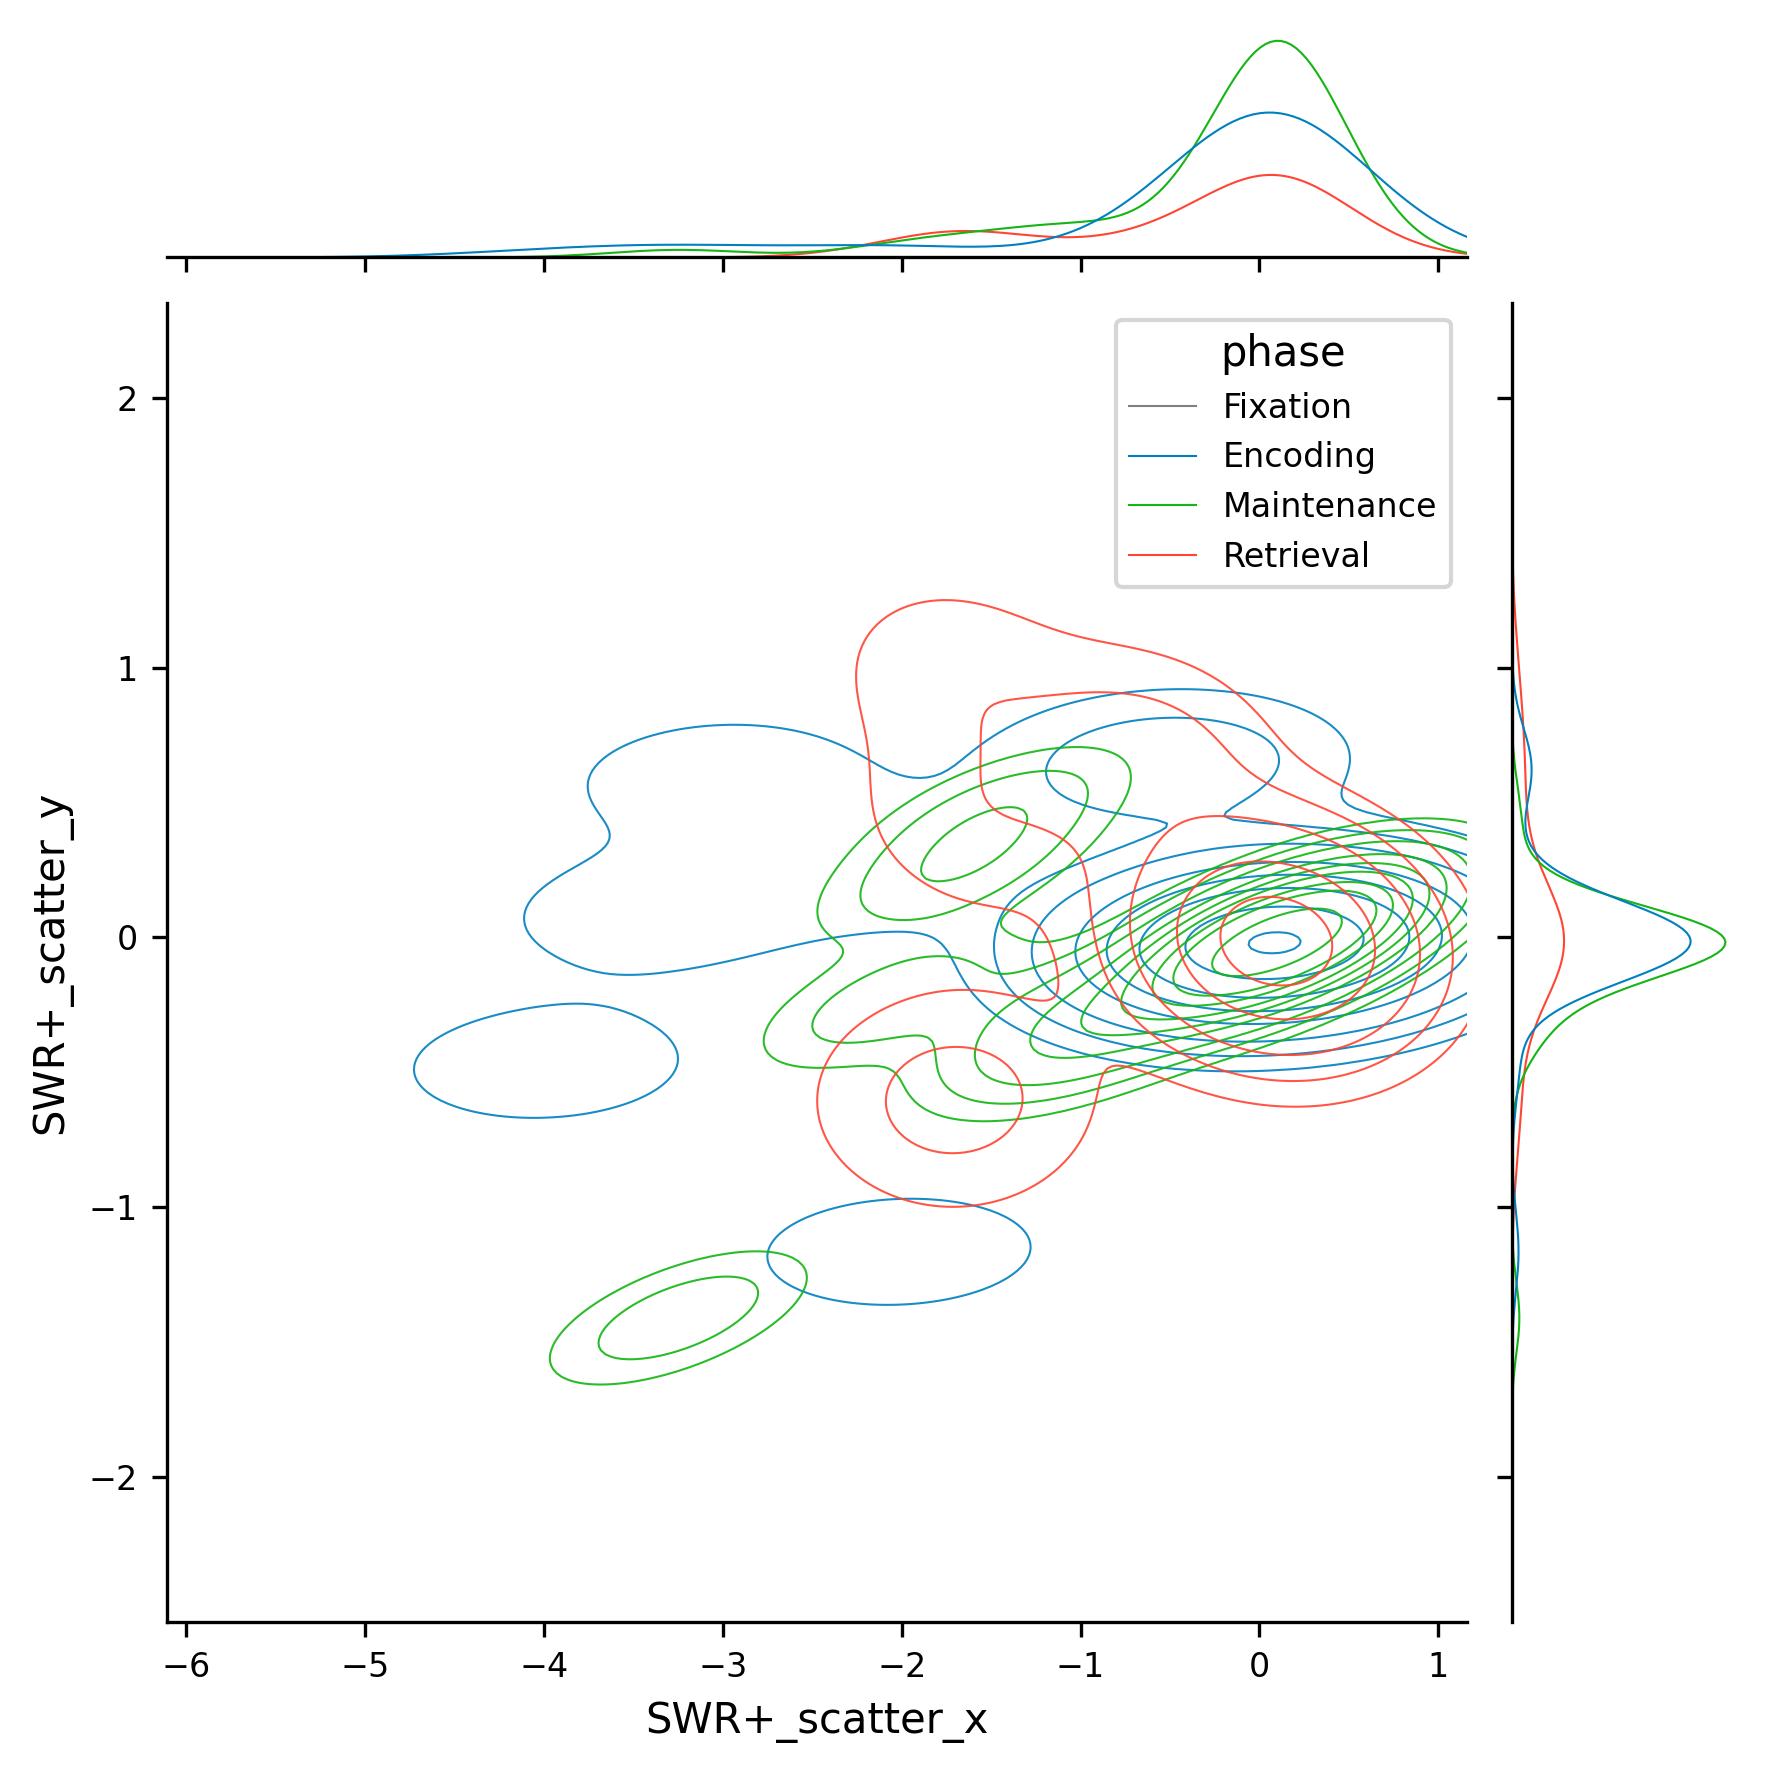 phase
Fixation
Encoding
Maintenance
Retrieval
2
1
0
−1
−2
SWR+_scatter_y
−6 −5 −4 −3 −2 −1 0 1
SWR+_scatter_x